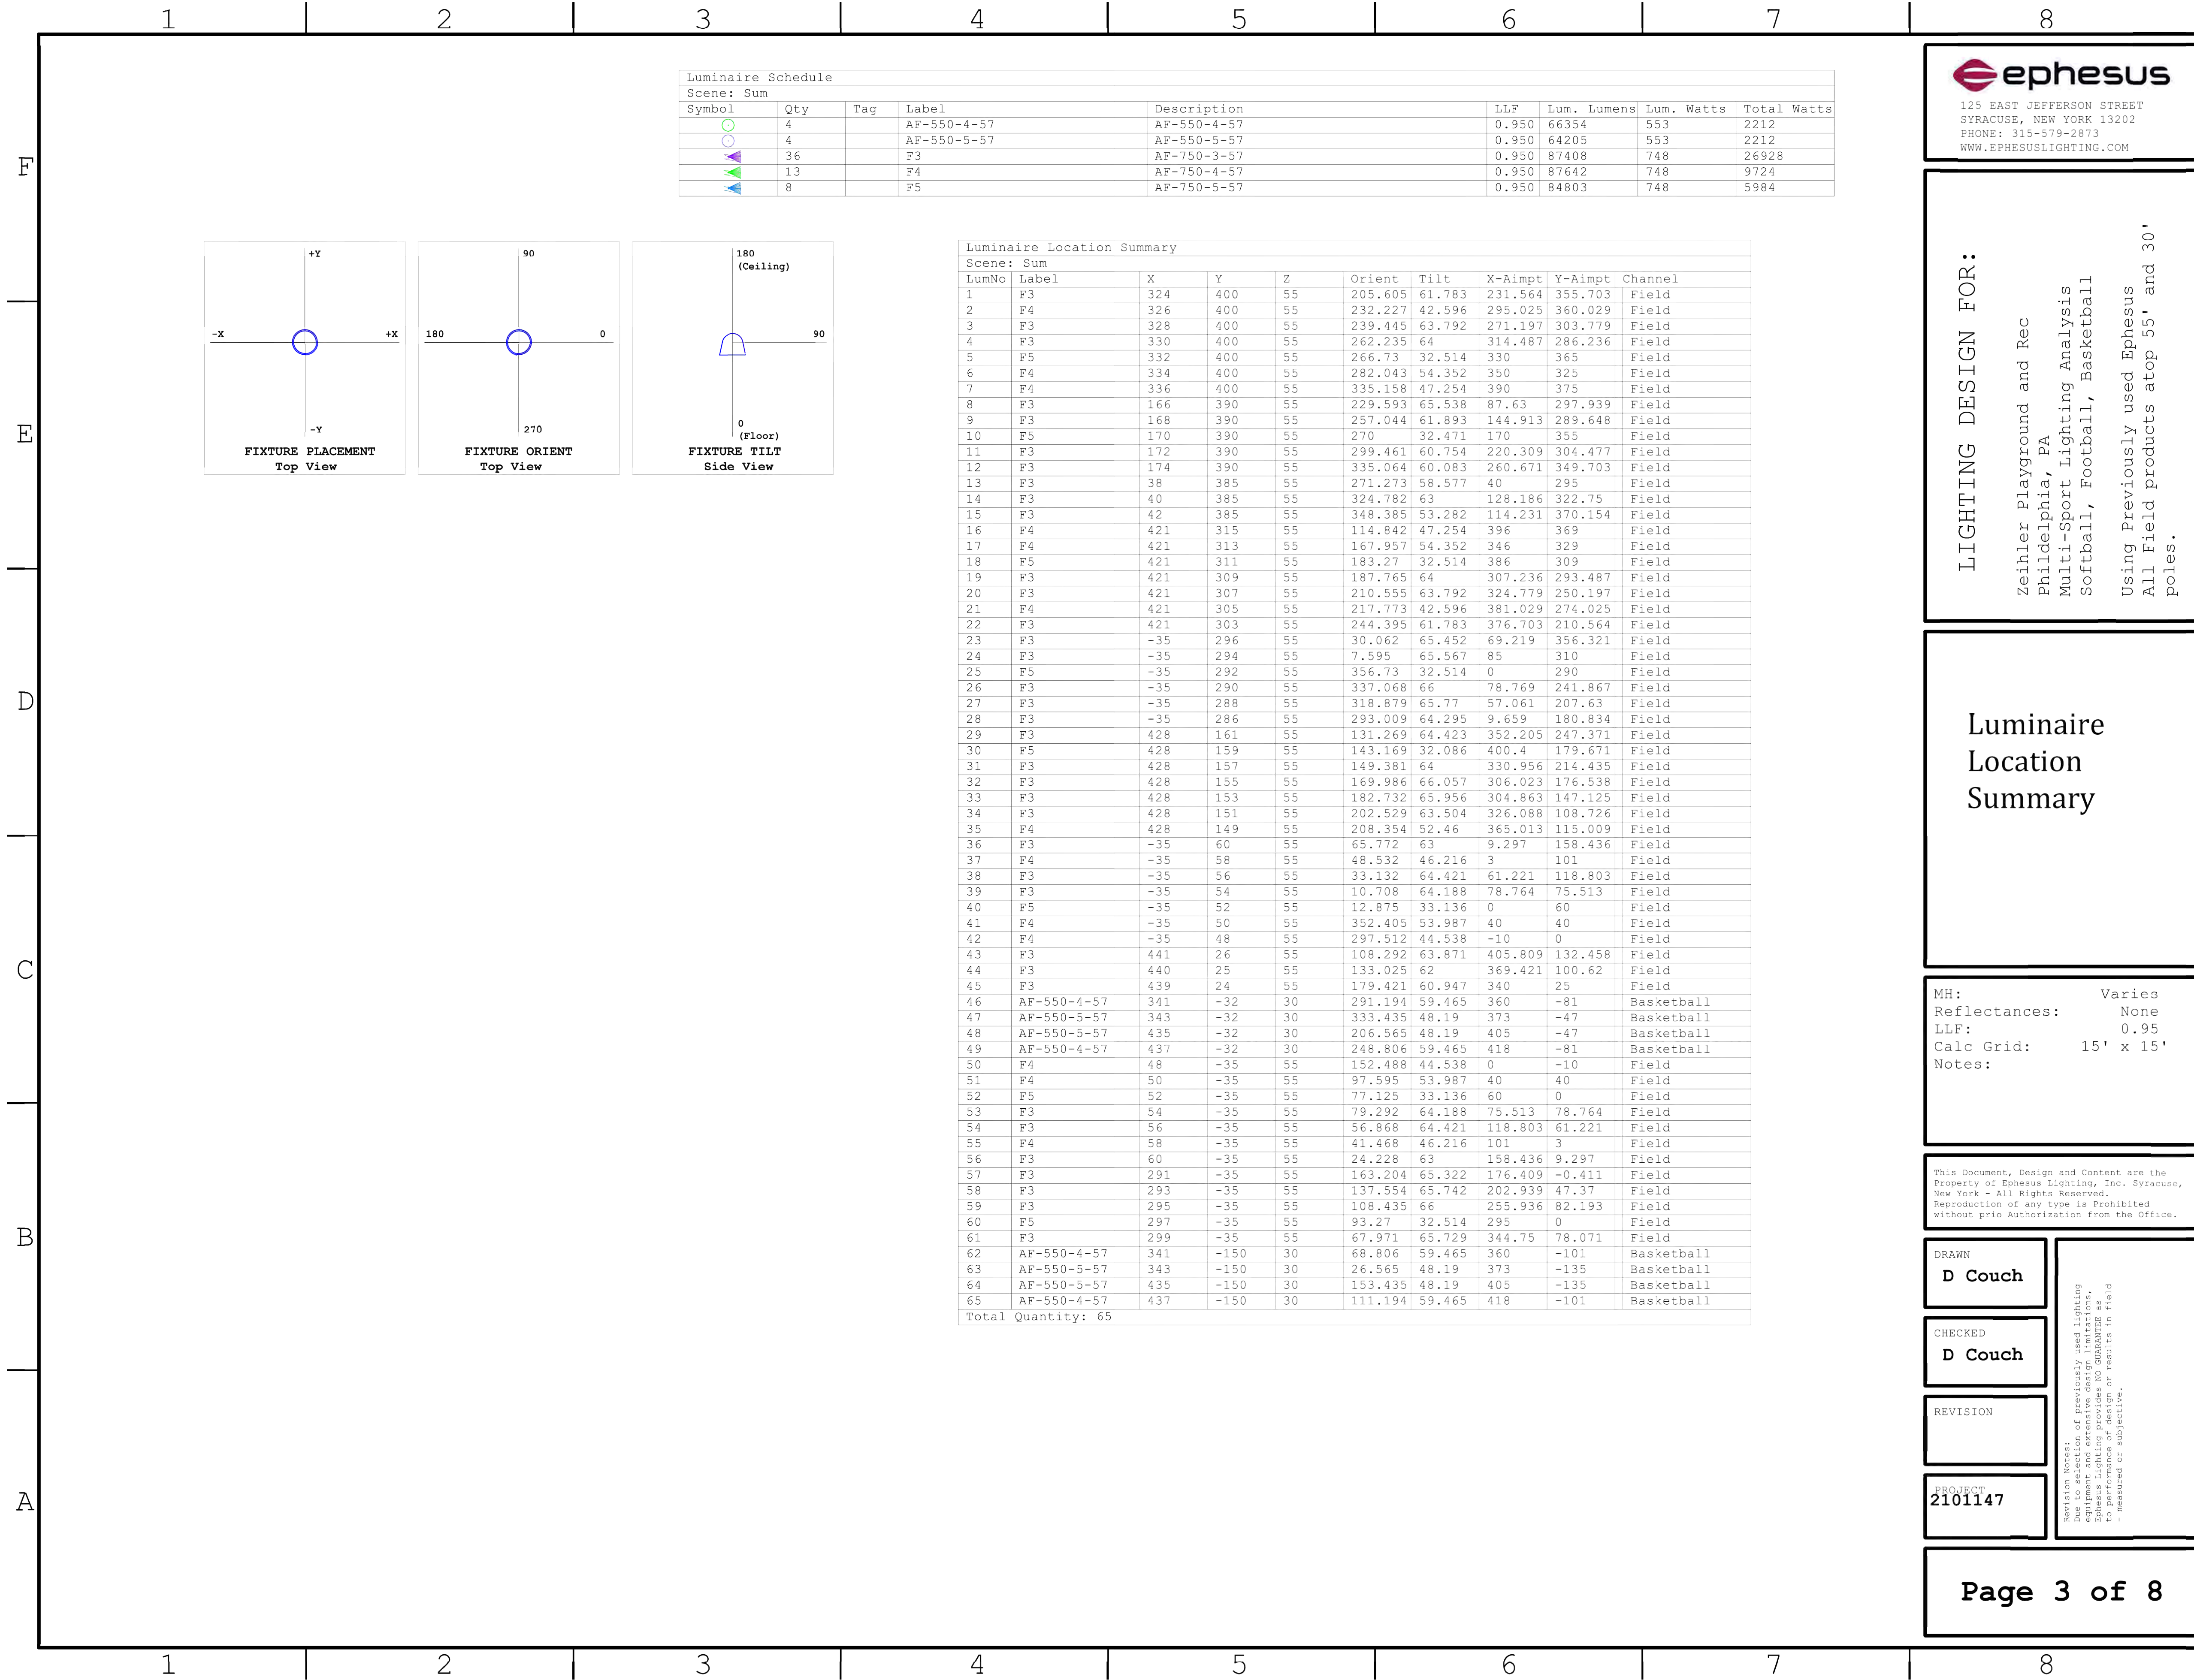 1 2 3 4 5 6 7 8
Luminaire Schedule
Scene: Sum
Symbol Qty Tag Label Description LLF Lum. Lumens Lum. Watts Total Watts
4 AF-550-4-57 AF-550-4-57 0.950 66354 553 2212
4 AF-550-5-57 AF-550-5-57 0.950 64205 553 2212
36 F3 AF-750-3-57 0.950 87408 748 26928
13 F4 AF-750-4-57 0.950 87642 748 9724
8 F5 AF-750-5-57 0.950 84803 748 5984
+Y
-X +X
-Y
FIXTURE PLACEMENT
Top View
90
180 0
270
FIXTURE ORIENT
Top View
180
(Ceiling)
90
0
(Floor)
FIXTURE TILT
Side View
Luminaire Location Summary
Scene: Sum
LumNo Label X Y Z Orient Tilt X-Aimpt Y-Aimpt Channel
1 F3 324 400 55 205.605 61.783 231.564 355.703 Field
2 F4 326 400 55 232.227 42.596 295.025 360.029 Field
3 F3 328 400 55 239.445 63.792 271.197 303.779 Field
4 F3 330 400 55 262.235 64 314.487 286.236 Field
5 F5 332 400 55 266.73 32.514 330 365 Field
6 F4 334 400 55 282.043 54.352 350 325 Field
7 F4 336 400 55 335.158 47.254 390 375 Field
8 F3 166 390 55 229.593 65.538 87.63 297.939 Field
9 F3 168 390 55 257.044 61.893 144.913 289.648 Field
10 F5 170 390 55 270 32.471 170 355 Field
11 F3 172 390 55 299.461 60.754 220.309 304.477 Field
12 F3 174 390 55 335.064 60.083 260.671 349.703 Field
13 F3 38 385 55 271.273 58.577 40 295 Field
14 F3 40 385 55 324.782 63 128.186 322.75 Field
15 F3 42 385 55 348.385 53.282 114.231 370.154 Field
16 F4 421 315 55 114.842 47.254 396 369 Field
17 F4 421 313 55 167.957 54.352 346 329 Field
18 F5 421 311 55 183.27 32.514 386 309 Field
19 F3 421 309 55 187.765 64 307.236 293.487 Field
20 F3 421 307 55 210.555 63.792 324.779 250.197 Field
21 F4 421 305 55 217.773 42.596 381.029 274.025 Field
22 F3 421 303 55 244.395 61.783 376.703 210.564 Field
23 F3 -35 296 55 30.062 65.452 69.219 356.321 Field
24 F3 -35 294 55 7.595 65.567 85 310 Field
25 F5 -35 292 55 356.73 32.514 0 290 Field
26 F3 -35 290 55 337.068 66 78.769 241.867 Field
27 F3 -35 288 55 318.879 65.77 57.061 207.63 Field
28 F3 -35 286 55 293.009 64.295 9.659 180.834 Field
29 F3 428 161 55 131.269 64.423 352.205 247.371 Field
30 F5 428 159 55 143.169 32.086 400.4 179.671 Field
31 F3 428 157 55 149.381 64 330.956 214.435 Field
32 F3 428 155 55 169.986 66.057 306.023 176.538 Field
33 F3 428 153 55 182.732 65.956 304.863 147.125 Field
34 F3 428 151 55 202.529 63.504 326.088 108.726 Field
35 F4 428 149 55 208.354 52.46 365.013 115.009 Field
36 F3 -35 60 55 65.772 63 9.297 158.436 Field
37 F4 -35 58 55 48.532 46.216 3 101 Field
38 F3 -35 56 55 33.132 64.421 61.221 118.803 Field
39 F3 -35 54 55 10.708 64.188 78.764 75.513 Field
40 F5 -35 52 55 12.875 33.136 0 60 Field
41 F4 -35 50 55 352.405 53.987 40 40 Field
42 F4 -35 48 55 297.512 44.538 -10 0 Field
43 F3 441 26 55 108.292 63.871 405.809 132.458 Field
44 F3 440 25 55 133.025 62 369.421 100.62 Field
45 F3 439 24 55 179.421 60.947 340 25 Field
46 AF-550-4-57 341 -32 30 291.194 59.465 360 -81 Basketball
47 AF-550-5-57 343 -32 30 333.435 48.19 373 -47 Basketball
48 AF-550-5-57 435 -32 30 206.565 48.19 405 -47 Basketball
49 AF-550-4-57 437 -32 30 248.806 59.465 418 -81 Basketball
50 F4 48 -35 55 152.488 44.538 0 -10 Field
51 F4 50 -35 55 97.595 53.987 40 40 Field
52 F5 52 -35 55 77.125 33.136 60 0 Field
53 F3 54 -35 55 79.292 64.188 75.513 78.764 Field
54 F3 56 -35 55 56.868 64.421 118.803 61.221 Field
55 F4 58 -35 55 41.468 46.216 101 3 Field
56 F3 60 -35 55 24.228 63 158.436 9.297 Field
57 F3 291 -35 55 163.204 65.322 176.409 -0.411 Field
58 F3 293 -35 55 137.554 65.742 202.939 47.37 Field
59 F3 295 -35 55 108.435 66 255.936 82.193 Field
60 F5 297 -35 55 93.27 32.514 295 0 Field
61 F3 299 -35 55 67.971 65.729 344.75 78.071 Field
62 AF-550-4-57 341 -150 30 68.806 59.465 360 -101 Basketball
63 AF-550-5-57 343 -150 30 26.565 48.19 373 -135 Basketball
64 AF-550-5-57 435 -150 30 153.435 48.19 405 -135 Basketball
65 AF-550-4-57 437 -150 30 111.194 59.465 418 -101 Basketball
Total Quantity: 65
F
E
D
C
B
A
ephesus
125 EAST JEFFERSON STREET
SYRACUSE, NEW YORK 13202
PHONE: 315-579-2873
WWW.EPHESUSLIGHTING.COM
LIGHTING DESIGN FOR:
Zeihler Playground and Rec
Phildelphia, PA
Multi-Sport Lighting Analysis
Softball, Football, Basketball
Using Previously used Ephesus
All Field products atop 55' and 30'
poles.
Luminaire
Location
Summary
MH: Varies
Reflectances: None
LLF: 0.95
Calc Grid: 15' x 15'
Notes:
This Document, Design and Content are the
Property of Ephesus Lighting, Inc. Syracuse,
New York - All Rights Reserved.
Reproduction of any type is Prohibited
without prio Authorization from the Office.
DRAWN
D Couch
CHECKED
D Couch
REVISION
PROJECT
2101147
Revision Notes:
Due to selection of previously used lighting
equipment and extensive design limitations,
Ephesus Lighting provides NO GUARANTEE as
to performance of design or results in field
- measured or subjective.
Page 3 of 8
1 2 3 4 5 6 7 8